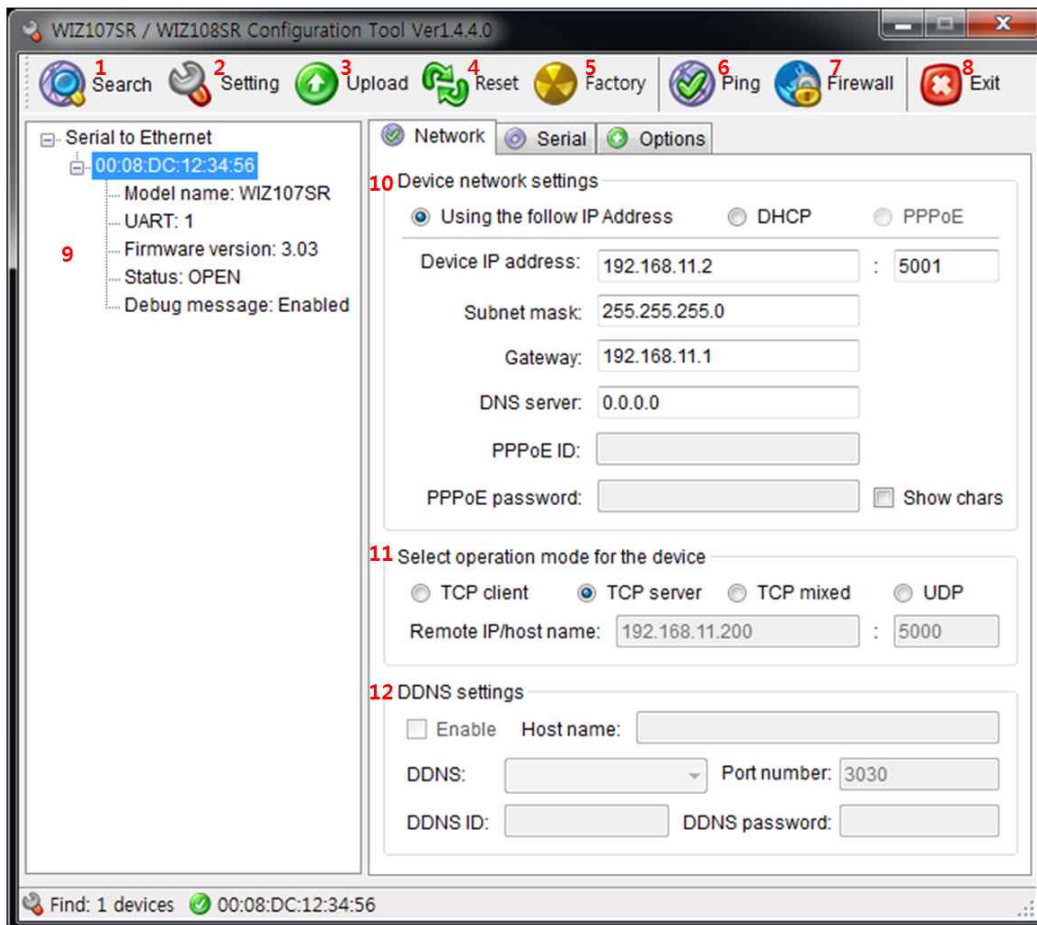 WIZ107SR / WIZ108SR Configuration Tool Ver1.4.4.0
1 Search 2 Setting 3 Upload 4 Reset 5 Factory 6 Ping 7 Firewall 8 Exit
Serial to Ethernet
00:08:DC:12:34:56
Model name: WIZ107SR
UART: 1
9
Firmware version: 3.03
Status: OPEN
Debug message: Enabled
Network Serial Options
10 Device network settings
Using the follow IP Address DHCP PPPoE
Device IP address: 192.168.11.2 : 5001
Subnet mask: 255.255.255.0
Gateway: 192.168.11.1
DNS server: 0.0.0.0
PPPoE ID:
PPPoE password: Show chars
11 Select operation mode for the device
TCP client TCP server TCP mixed UDP
Remote IP/host name: 192.168.11.200 : 5000
12 DDNS settings
Enable Host name:
DDNS: Port number: 3030
DDNS ID: DDNS password:
Find: 1 devices 00:08:DC:12:34:56